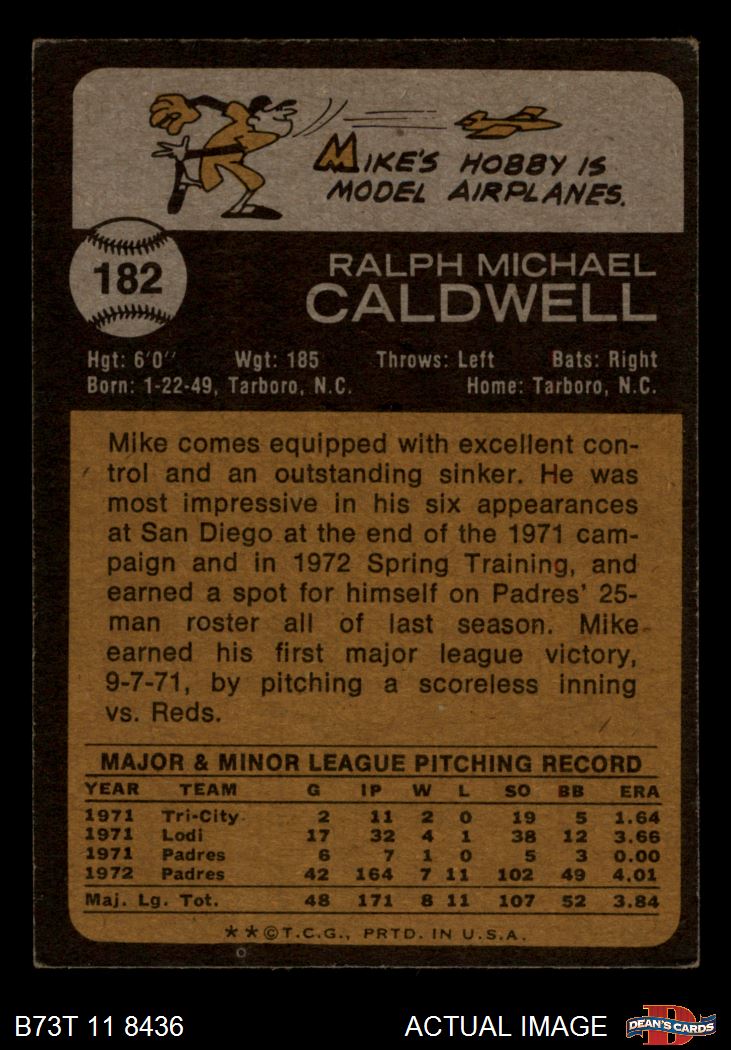 MIKE'S HOBBY IS
MODEL AIRPLANES.
182
RALPH MICHAEL
CALDWELL
Hgt: 6'0" Wgt: 185 Throws: Left Bats: Right
Born: 1-22-49, Tarboro, N.C. Home: Tarboro, N.C.
Mike comes equipped with excellent con-
trol and an outstanding sinker. He was
most impressive in his six appearances
at San Diego at the end of the 1971 cam-
paign and in 1972 Spring Training, and
earned a spot for himself on Padres' 25-
man roster all of last season. Mike
earned his first major league victory,
9-7-71, by pitching a scoreless inning
vs. Reds.
MAJOR & MINOR LEAGUE PITCHING RECORD
YEAR TEAM G IP W L SO BB ERA
1971 Tri-City 2 11 2 0 19 5 1.64
1971 Lodi 17 32 4 1 38 12 3.66
1971 Padres 6 7 1 0 5 3 0.00
1972 Padres 42 164 7 11 102 49 4.01
Maj. Lg. Tot. 48 171 8 11 107 52 3.84
**©T.C.G., PRTD. IN U.S.A.
B73T 11 8436 ACTUAL IMAGE D DEAN'S CARDS